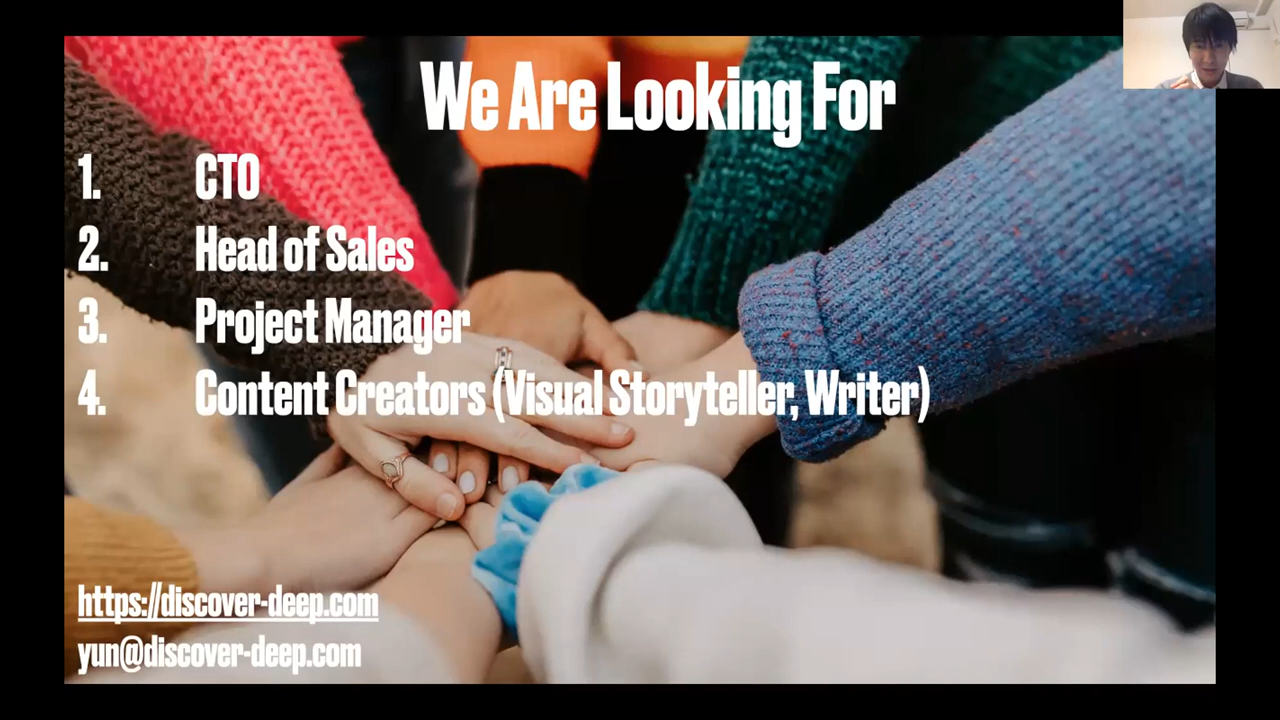 We Are Looking For
1. CTO
2. Head of Sales
3. Project Manager
4. Content Creators (Visual Storyteller, Writer)
https://discover-deep.com
yun@discover-deep.com